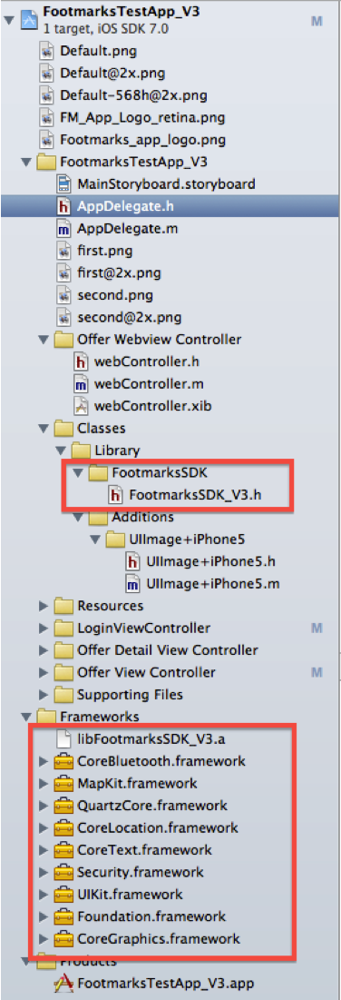 FootmarksTestApp_V3
1 target, iOS SDK 7.0
M
Default.png
Default@2x.png
Default-568h@2x.png
FM_App_Logo_retina.png
Footmarks_app_logo.png
FootmarksTestApp_V3
MainStoryboard.storyboard
h AppDelegate.h
m AppDelegate.m
first.png
first@2x.png
second.png
second@2x.png
Offer Webview Controller
h webController.h
m webController.m
webController.xib
Classes
Library
FootmarksSDK
h FootmarksSDK_V3.h
Additions
UIImage+iPhone5
h UIImage+iPhone5.h
m UIImage+iPhone5.m
Resources
LoginViewController M
Offer Detail View Controller
Offer View Controller M
Supporting Files
Frameworks
libFootmarksSDK_V3.a
CoreBluetooth.framework
MapKit.framework
QuartzCore.framework
CoreLocation.framework
CoreText.framework
Security.framework
UIKit.framework
Foundation.framework
CoreGraphics.framework
Products
FootmarksTestApp_V3.app